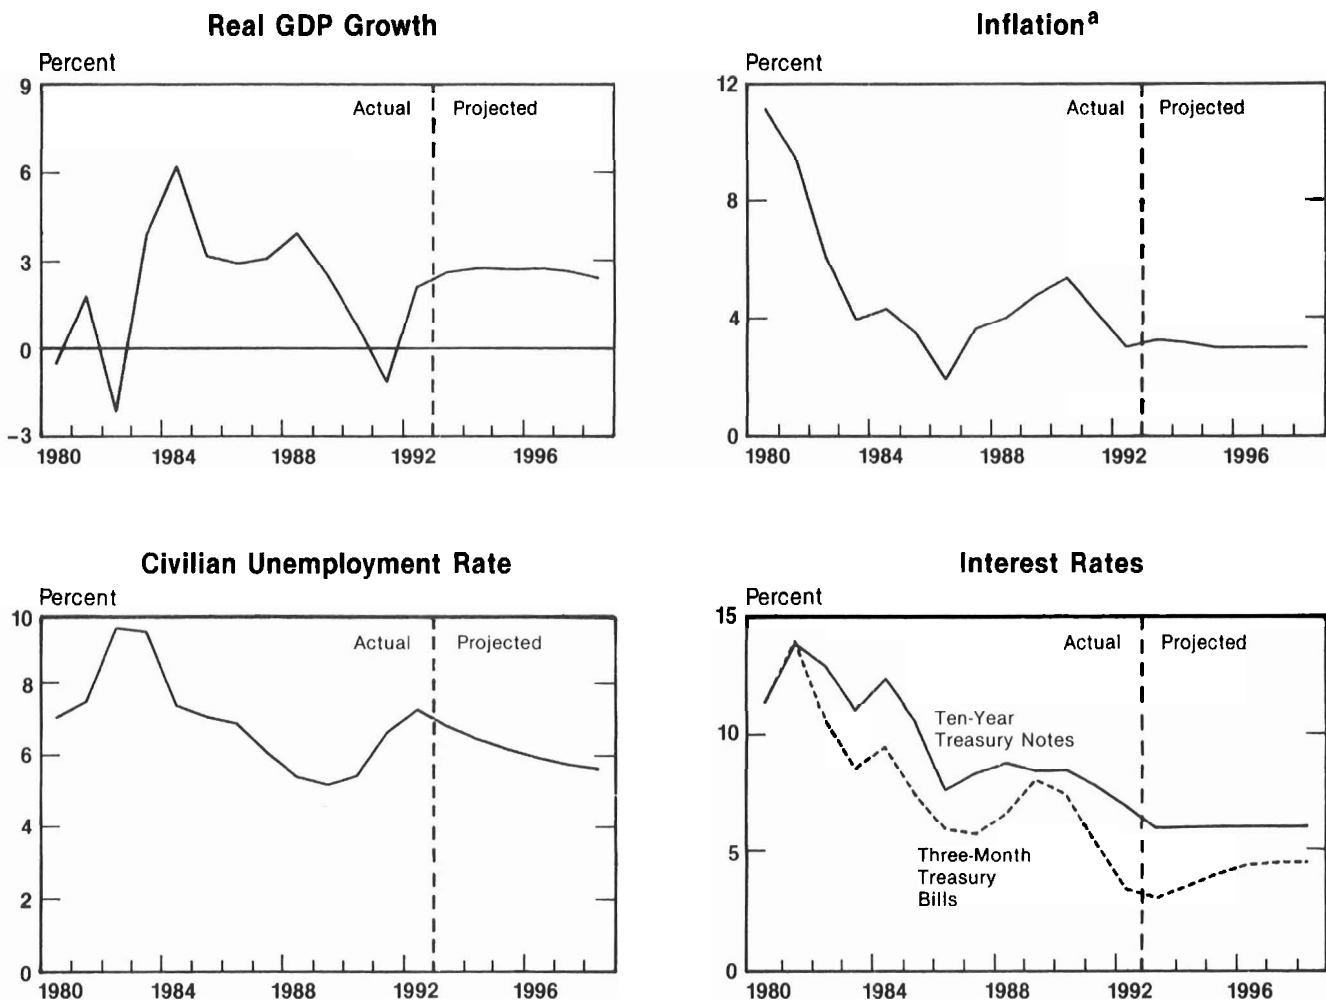 Real GDP Growth
Percent
9
6
3
0
-3
Actual
Projected
1980
1984
1988
1992
1996
Inflationᵃ
Percent
12
8
4
0
Actual
Projected
1980
1984
1988
1992
1996
Civilian Unemployment Rate
Percent
10
8
6
4
2
0
Actual
Projected
1980
1984
1988
1992
1996
Interest Rates
Percent
15
10
5
0
Actual
Projected
Ten-Year
Treasury Notes
Three-Month
Treasury
Bills
1980
1984
1988
1992
1996